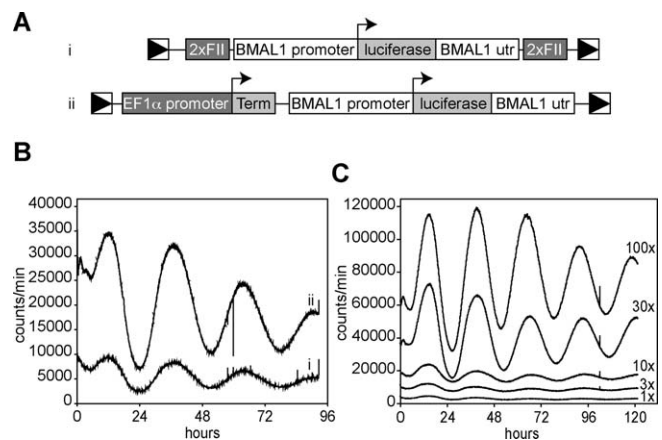 A
i 2xFII BMAL1 promoter luciferase BMAL1 utr 2xFII
ii EF1α promoter Term BMAL1 promoter luciferase BMAL1 utr
B
40000
35000
30000
25000
20000
15000
10000
5000
0
counts/min
ii
i
0 24 48 72 96
hours
C
120000
100000
80000
60000
40000
20000
0
counts/min
100x
30x
10x
3x
1x
0 24 48 72 96 120
hours